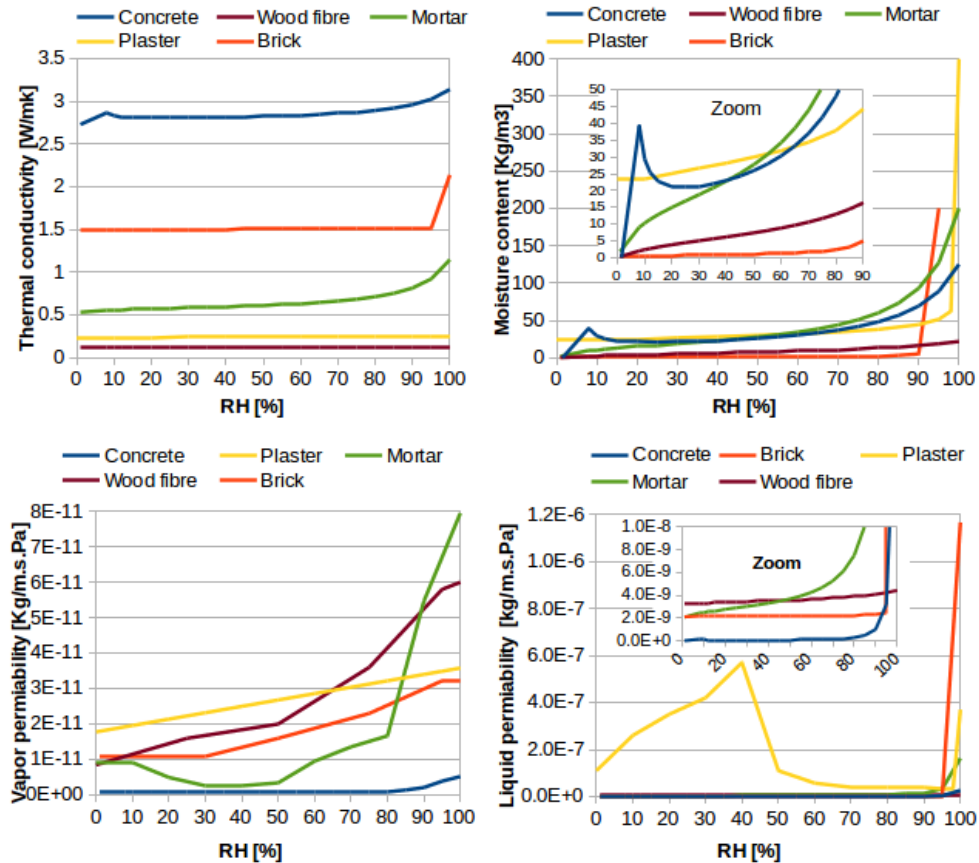 Concrete Wood fibre Mortar
Plaster Brick
Thermal conductivity [W/mk]
3.5
3
2.5
2
1.5
1
0.5
0
0 10 20 30 40 50 60 70 80 90 100
RH [%]
Concrete Wood fibre Mortar
Plaster Brick
Moisture content [Kg/m3]
400
350
300
250
200
150
100
50
0
Zoom
50
45
40
35
30
25
20
15
10
5
0
0 10 20 30 40 50 60 70 80 90
0 10 20 30 40 50 60 70 80 90 100
RH [%]
Concrete Plaster Mortar
Wood fibre Brick
Vapor permiability [Kg/m.s.Pa]
8E-11
7E-11
6E-11
5E-11
4E-11
3E-11
2E-11
1E-11
0E+00
0 10 20 30 40 50 60 70 80 90 100
RH [%]
Concrete Brick Plaster
Mortar Wood fibre
Liquid permiability [kg/m.s.Pa]
1.2E-6
1.0E-6
8.0E-7
6.0E-7
4.0E-7
2.0E-7
0.0E+0
Zoom
1.0E-8
8.0E-9
6.0E-9
4.0E-9
2.0E-9
0.0E+0
0 20 40 60 80 100
0 10 20 30 40 50 60 70 80 90 100
RH [%]